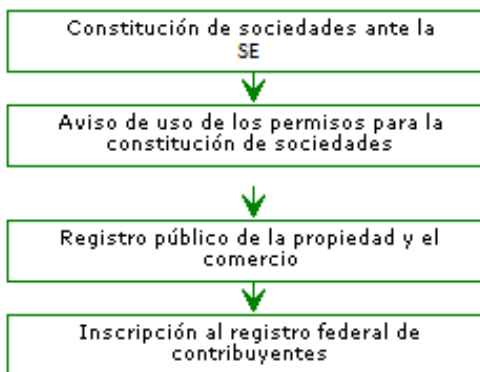 Constitución de sociedades ante la
SE
Aviso de uso de los permisos para la
constitución de sociedades
Registro público de la propiedad y el
comercio
Inscripción al registro federal de
contribuyentes